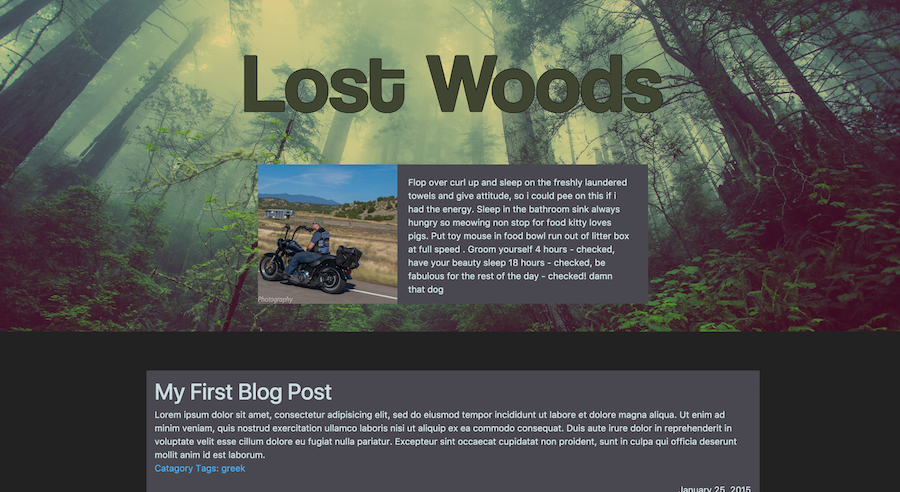 Lost Woods
Flop over curl up and sleep on the freshly laundered
towels and give attitude, so i could pee on this if i
had the energy. Sleep in the bathroom sink always
hungry so meowing non stop for food kitty loves
pigs. Put toy mouse in food bowl run out of litter box
at full speed . Groom yourself 4 hours - checked,
have your beauty sleep 18 hours - checked, be
fabulous for the rest of the day - checked! damn
that dog
Photography
My First Blog Post
Lorem ipsum dolor sit amet, consectetur adipisicing elit, sed do eiusmod tempor incididunt ut labore et dolore magna aliqua. Ut enim ad
minim veniam, quis nostrud exercitation ullamco laboris nisi ut aliquip ex ea commodo consequat. Duis aute irure dolor in reprehenderit in
voluptate velit esse cillum dolore eu fugiat nulla pariatur. Excepteur sint occaecat cupidatat non proident, sunt in culpa qui officia deserunt
mollit anim id est laborum.
Catagory Tags: greek
January 25, 2015